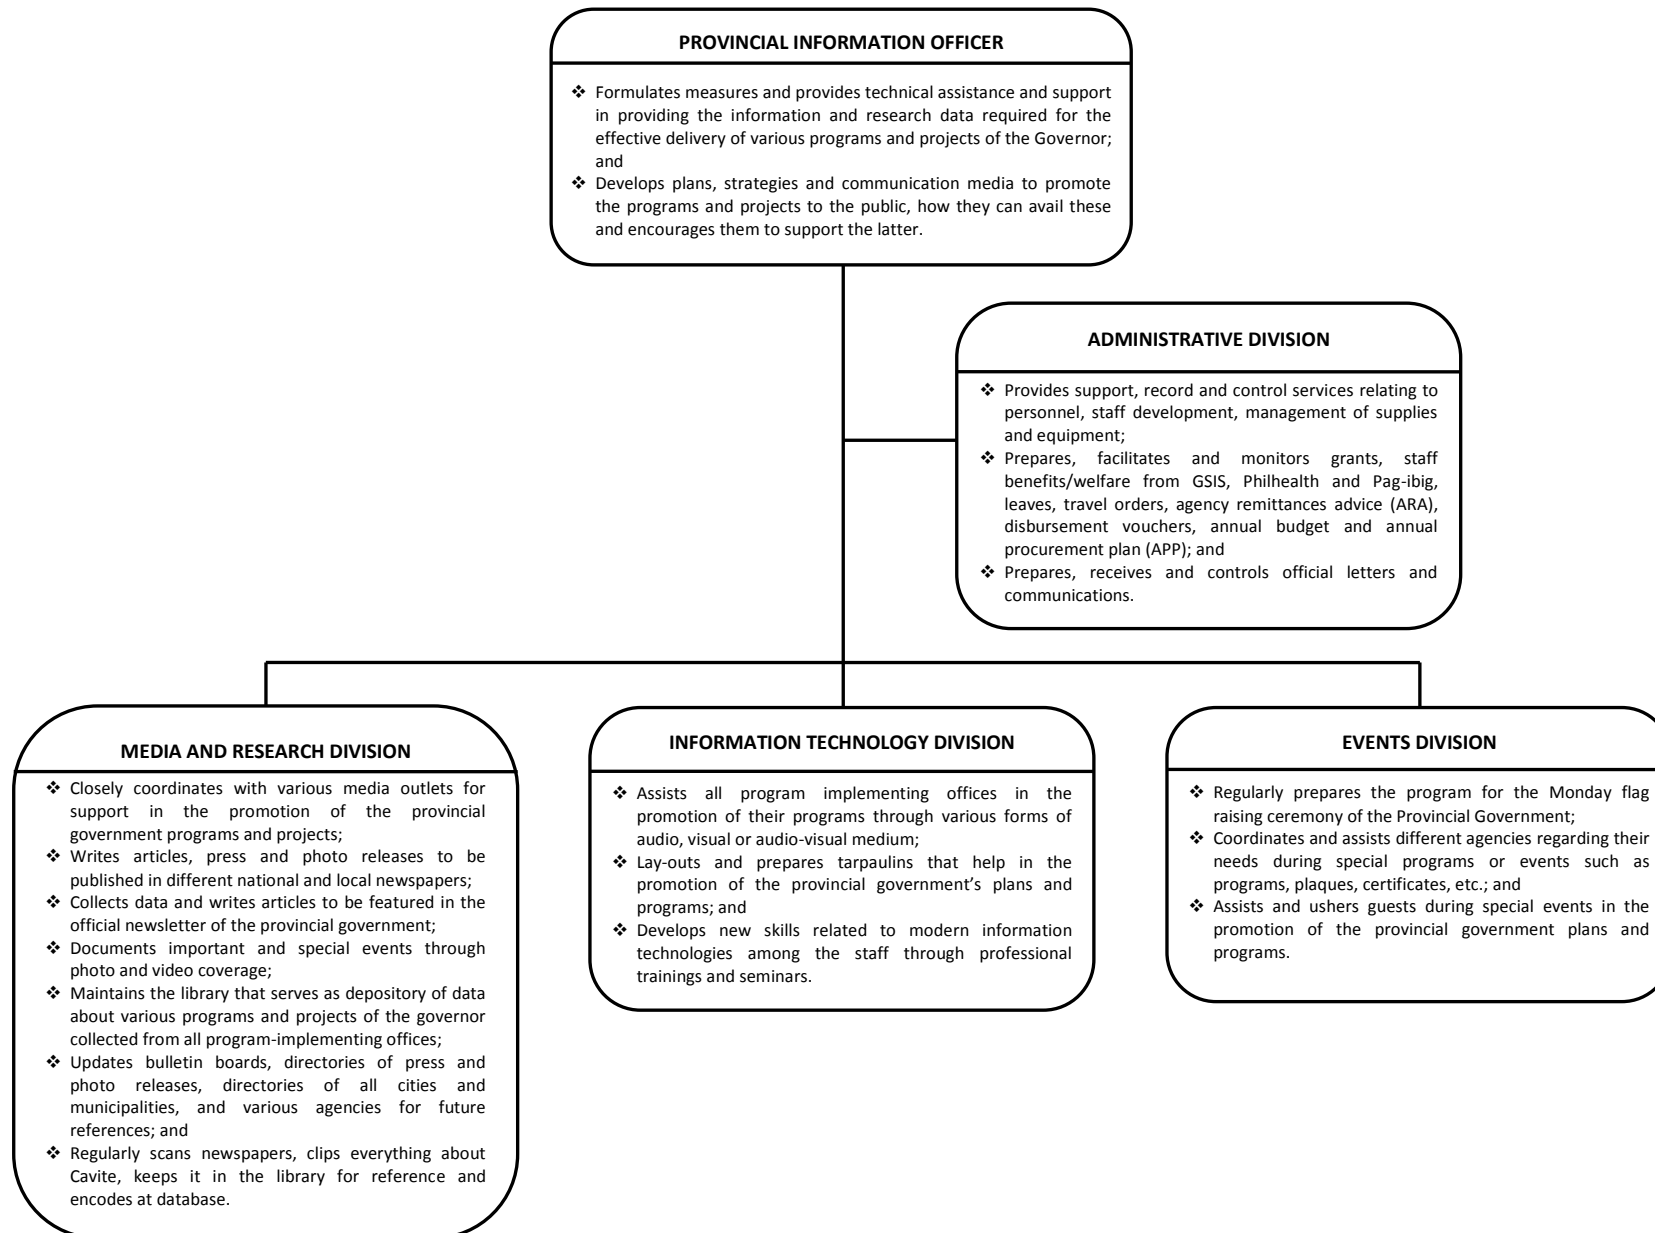 PROVINCIAL INFORMATION OFFICER
❖ Formulates measures and provides technical assistance and support
in providing the information and research data required for the
effective delivery of various programs and projects of the Governor;
and
❖ Develops plans, strategies and communication media to promote
the programs and projects to the public, how they can avail these
and encourages them to support the latter.
ADMINISTRATIVE DIVISION
❖ Provides support, record and control services relating to
personnel, staff development, management of supplies
and equipment;
❖ Prepares, facilitates and monitors grants, staff
benefits/welfare from GSIS, Philhealth and Pag-ibig,
leaves, travel orders, agency remittances advice (ARA),
disbursement vouchers, annual budget and annual
procurement plan (APP); and
❖ Prepares, receives and controls official letters and
communications.
MEDIA AND RESEARCH DIVISION
❖ Closely coordinates with various media outlets for
support in the promotion of the provincial
government programs and projects;
❖ Writes articles, press and photo releases to be
published in different national and local newspapers;
❖ Collects data and writes articles to be featured in the
official newsletter of the provincial government;
❖ Documents important and special events through
photo and video coverage;
❖ Maintains the library that serves as depository of data
about various programs and projects of the governor
collected from all program-implementing offices;
❖ Updates bulletin boards, directories of press and
photo releases, directories of all cities and
municipalities, and various agencies for future
references; and
❖ Regularly scans newspapers, clips everything about
Cavite, keeps it in the library for reference and
encodes at database.
INFORMATION TECHNOLOGY DIVISION
❖ Assists all program implementing offices in the
promotion of their programs through various forms of
audio, visual or audio-visual medium;
❖ Lay-outs and prepares tarpaulins that help in the
promotion of the provincial government’s plans and
programs; and
❖ Develops new skills related to modern information
technologies among the staff through professional
trainings and seminars.
EVENTS DIVISION
❖ Regularly prepares the program for the Monday flag
raising ceremony of the Provincial Government;
❖ Coordinates and assists different agencies regarding their
needs during special programs or events such as
programs, plaques, certificates, etc.; and
❖ Assists and ushers guests during special events in the
promotion of the provincial government plans and
programs.